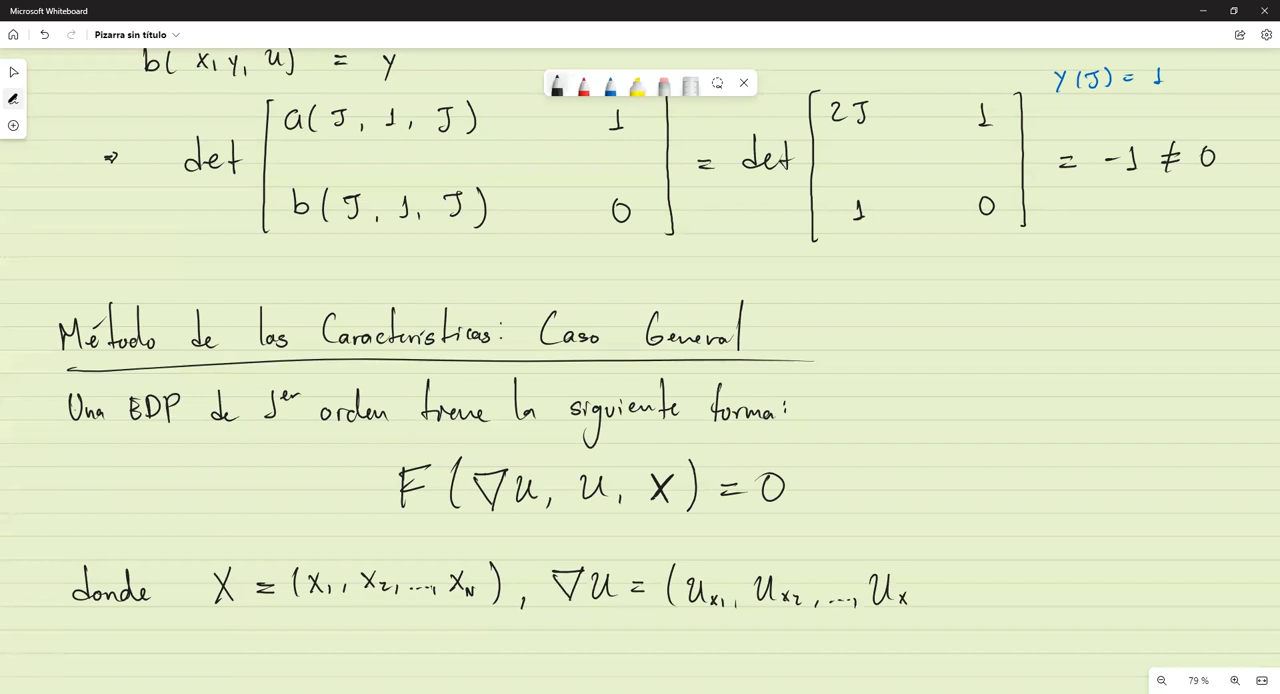 Microsoft Whiteboard
Pizarra sin título
b( x, y, u) = y
y(J) = 1
⇒ det [ a(J, 1, J) 1 ; b(J, 1, J) 0 ] = det [ 2J 1 ; 1 0 ] = -1 ≠ 0
Método de las Características: Caso General
Una EDP de 1er orden tiene la siguiente forma:
F(∇u, u, X) = 0
donde X = (x1, x2, ..., xN), ∇u = (ux1, ux2, ..., ux
79 %